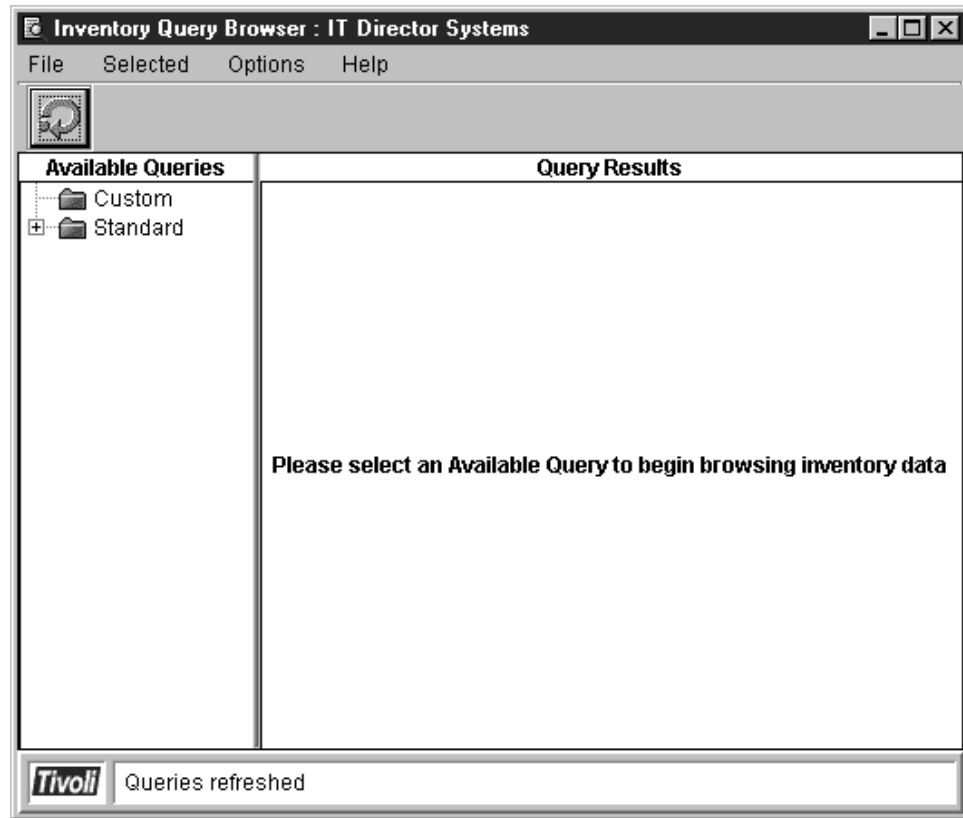 Inventory Query Browser : IT Director Systems
File Selected Options Help
Available Queries Query Results
Custom
Standard
Please select an Available Query to begin browsing inventory data
Tivoli Queries refreshed